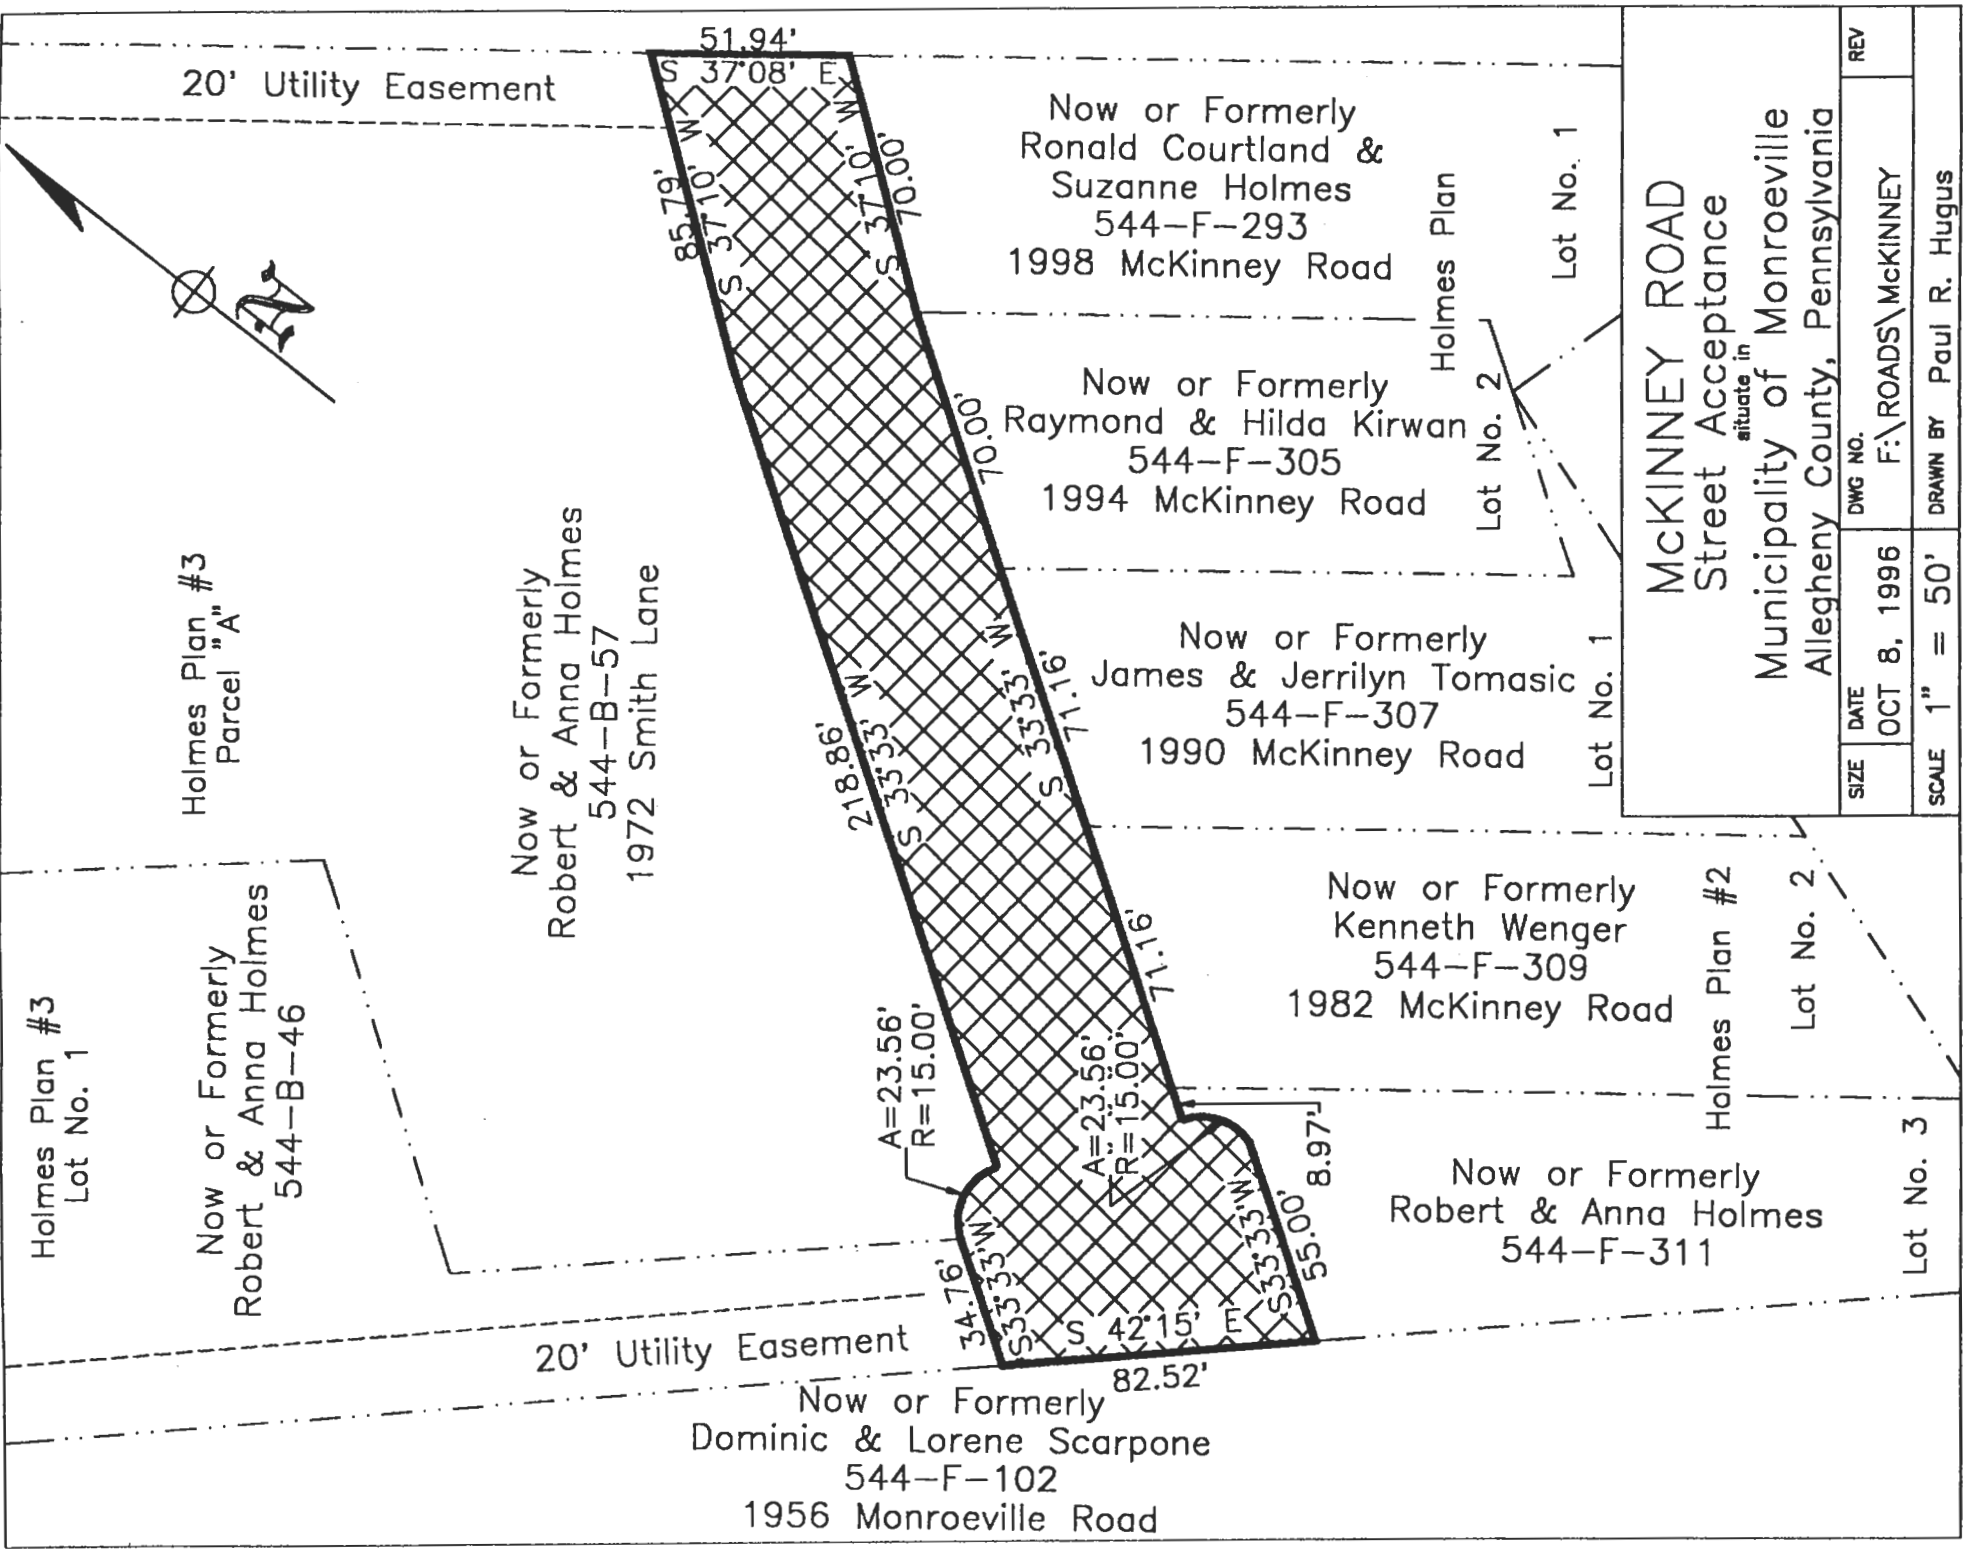 51.94'
S 37°08' E
20' Utility Easement
85.79'
S 37°10' W
S 37°10' W
70.00'
Now or Formerly
Ronald Courtland &
Suzanne Holmes
544-F-293
1998 McKinney Road
Holmes Plan
Lot No. 1
N
70.00'
Now or Formerly
Raymond & Hilda Kirwan
544-F-305
1994 McKinney Road
Lot No. 2
Holmes Plan #3
Parcel "A"
Now or Formerly
Robert & Anna Holmes
544-B-57
1972 Smith Lane
218.86'
S 33°33' W
S 33°33' W
71.16'
Now or Formerly
James & Jerrilyn Tomasic
544-F-307
1990 McKinney Road
Lot No. 1
71.16'
Now or Formerly
Kenneth Wenger
544-F-309
1982 McKinney Road
Holmes Plan #2
Lot No. 2
Holmes Plan #3
Lot No. 1
Now or Formerly
Robert & Anna Holmes
544-B-46
A=23.56'
R=15.00'
A=23.56'
R=15.00'
8.97'
Now or Formerly
Robert & Anna Holmes
544-F-311
Lot No. 3
34.76'
S33°33'W
S33°33'W
55.00'
S 42°15' E
82.52'
20' Utility Easement
Now or Formerly
Dominic & Lorene Scarpone
544-F-102
1956 Monroeville Road
McKINNEY ROAD
Street Acceptance
situate in
Municipality of Monroeville
Allegheny County, Pennsylvania
SIZE
DATE
OCT 8, 1996
DWG NO.
F:\ROADS\McKINNEY
REV
SCALE 1" = 50'
DRAWN BY Paul R. Hugus